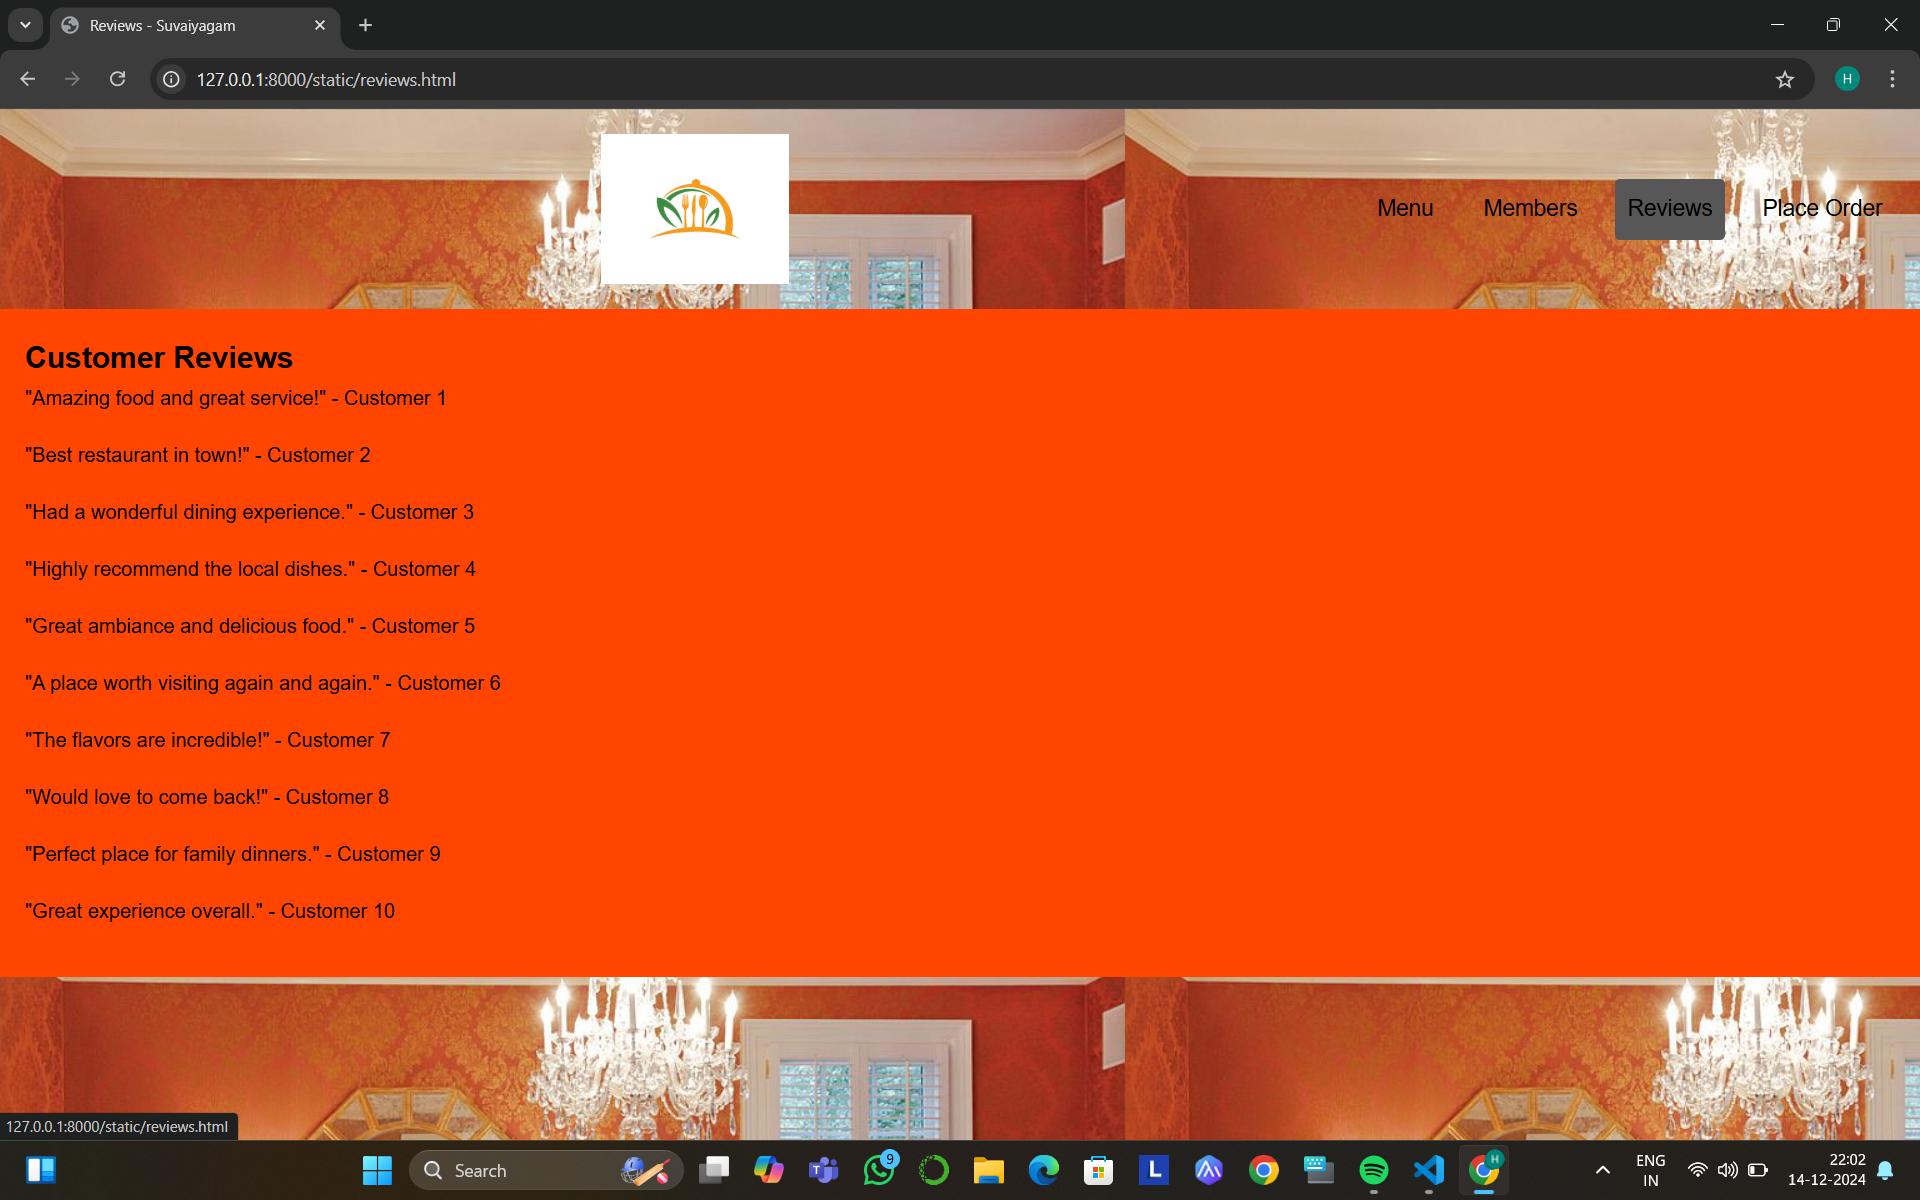 Reviews - Suvaiyagam
127.0.0.1:8000/static/reviews.html
H
Menu Members Reviews Place Order
Customer Reviews
"Amazing food and great service!" - Customer 1
"Best restaurant in town!" - Customer 2
"Had a wonderful dining experience." - Customer 3
"Highly recommend the local dishes." - Customer 4
"Great ambiance and delicious food." - Customer 5
"A place worth visiting again and again." - Customer 6
"The flavors are incredible!" - Customer 7
"Would love to come back!" - Customer 8
"Perfect place for family dinners." - Customer 9
"Great experience overall." - Customer 10
127.0.0.1:8000/static/reviews.html
Search
9
L
H
ENG
IN
22:02
14-12-2024